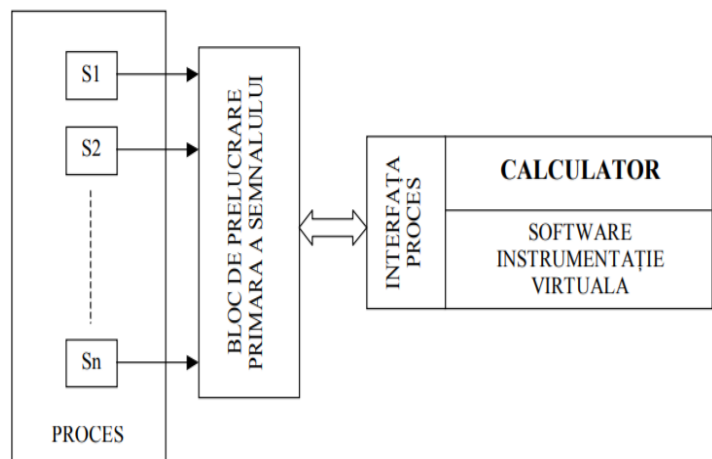 S1
S2
Sn
PROCES
BLOC DE PRELUCRARE
PRIMARA A SEMNALULUI
INTERFAȚA
PROCES
CALCULATOR
SOFTWARE
INSTRUMENTAȚIE
VIRTUALA